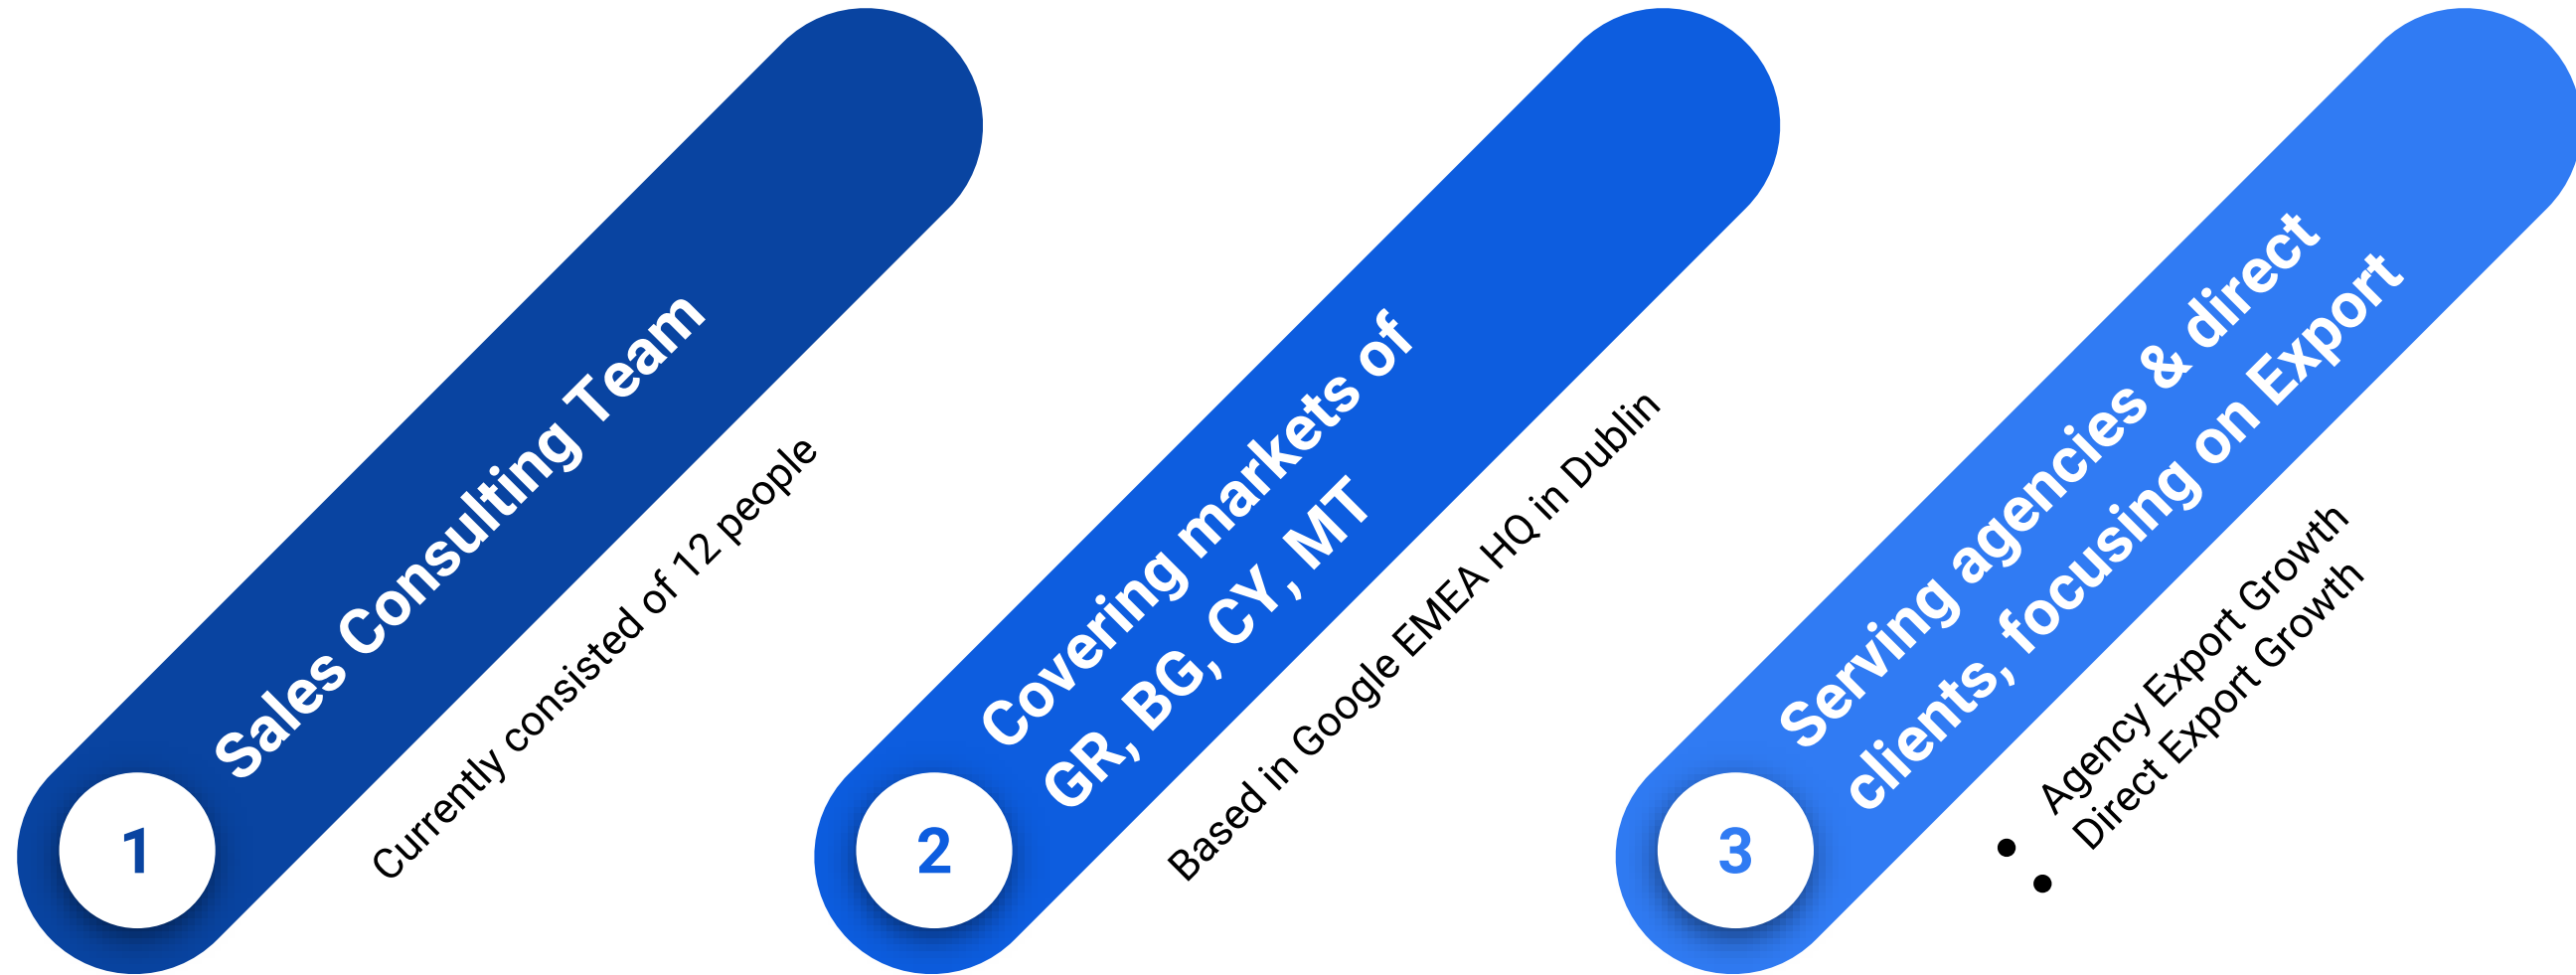 1
Sales Consulting Team
Currently consisted of 12 people
2
Covering markets of
GR, BG, CY, MT
Based in Google EMEA HQ in Dublin
3
Serving agencies & direct
clients, focusing on Export
● Agency Export Growth
● Direct Export Growth